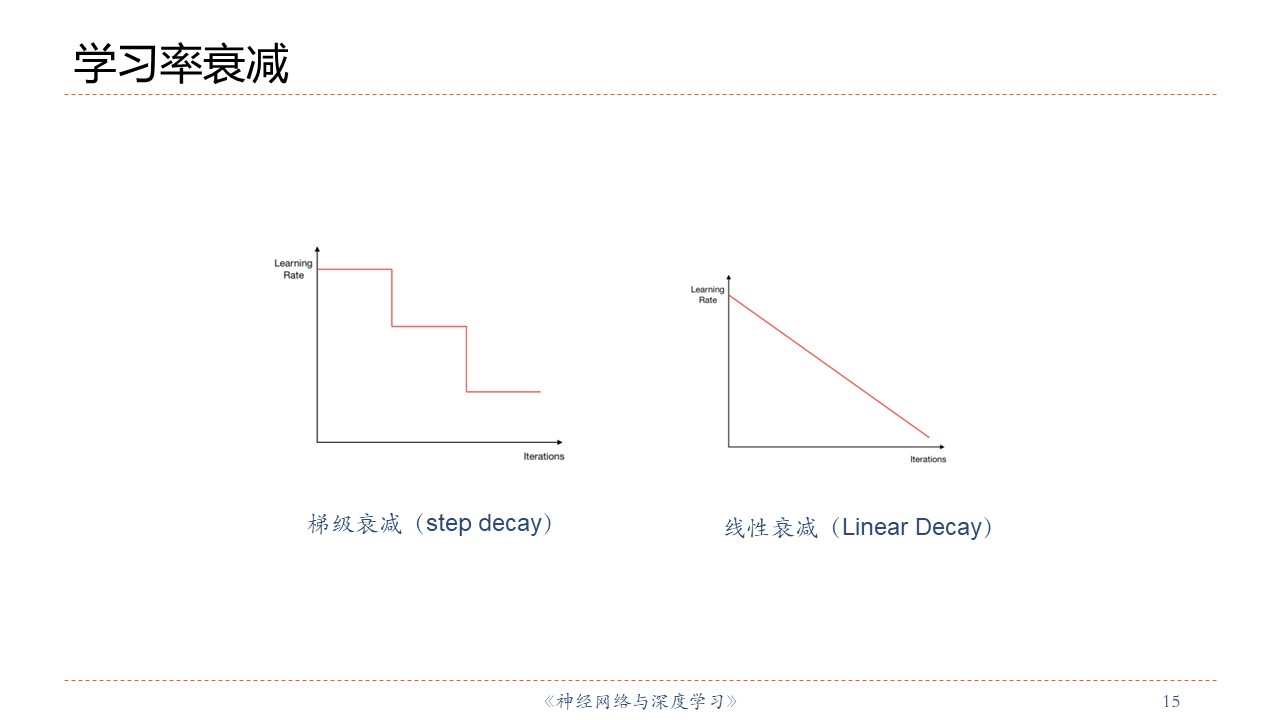 学习率衰减
Learning
Rate
Iterations
梯级衰减（step decay）
Learning
Rate
Iterations
线性衰减（Linear Decay）
《神经网络与深度学习》
15